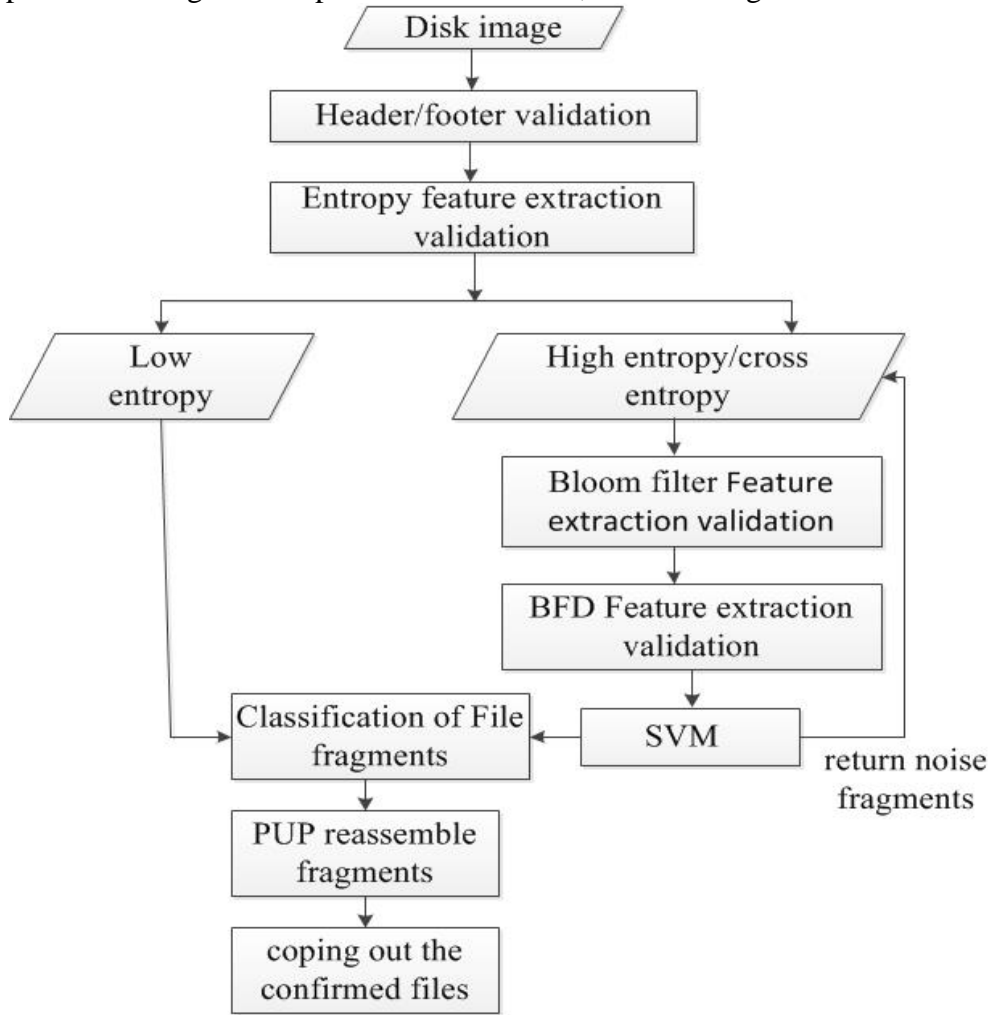 Disk image
Header/footer validation
Entropy feature extraction
validation
Low
entropy
High entropy/cross
entropy
Bloom filter Feature
extraction validation
BFD Feature extraction
validation
Classification of File
fragments
SVM
return noise
fragments
PUP reassemble
fragments
coping out the
confirmed files